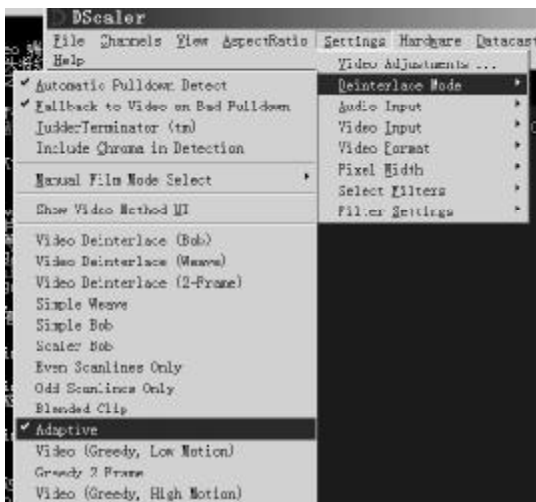 DScaler
File Channels View AspectRatio Settings Hardware Datacast
Help
Video Adjustments ...
Deinterlace Mode
Audio Input
Video Input
Video Format
Pixel Width
Select Filters
Filter Settings
Automatic Pulldown Detect
Fallback to Video on Bad Pulldown
JudderTerminator (tm)
Include Chroma in Detection
Manual Film Mode Select
Show Video Method UI
Video Deinterlace (Bob)
Video Deinterlace (Weave)
Video Deinterlace (2-Frame)
Simple Weave
Simple Bob
Scaler Bob
Even Scanlines Only
Odd Scanlines Only
Blended Clip
Adaptive
Video (Greedy, Low Motion)
Greedy 2 Frame
Video (Greedy, High Motion)